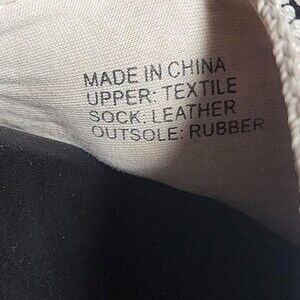 MADE IN CHINA
UPPER: TEXTILE
SOCK: LEATHER
OUTSOLE: RUBBER